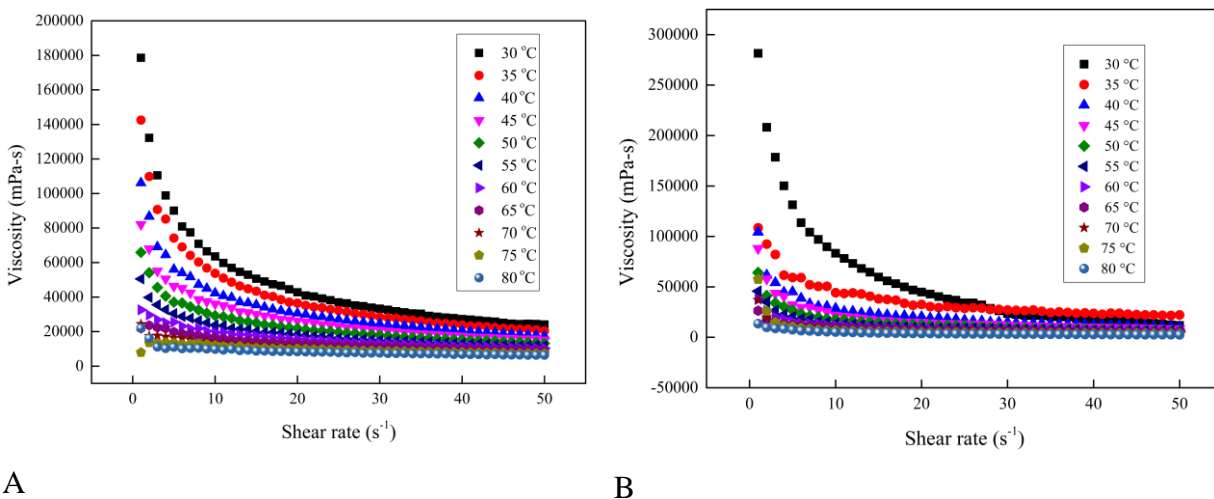 200000
180000
160000
140000
120000
100000
80000
60000
40000
20000
0
Viscosity (mPa-s)
0 10 20 30 40 50
Shear rate (s⁻¹)
30 °C
35 °C
40 °C
45 °C
50 °C
55 °C
60 °C
65 °C
70 °C
75 °C
80 °C
A
300000
250000
200000
150000
100000
50000
0
-50000
Viscosity (mPa-s)
0 10 20 30 40 50
Shear rate (s⁻¹)
30 °C
35 °C
40 °C
45 °C
50 °C
55 °C
60 °C
65 °C
70 °C
75 °C
80 °C
B